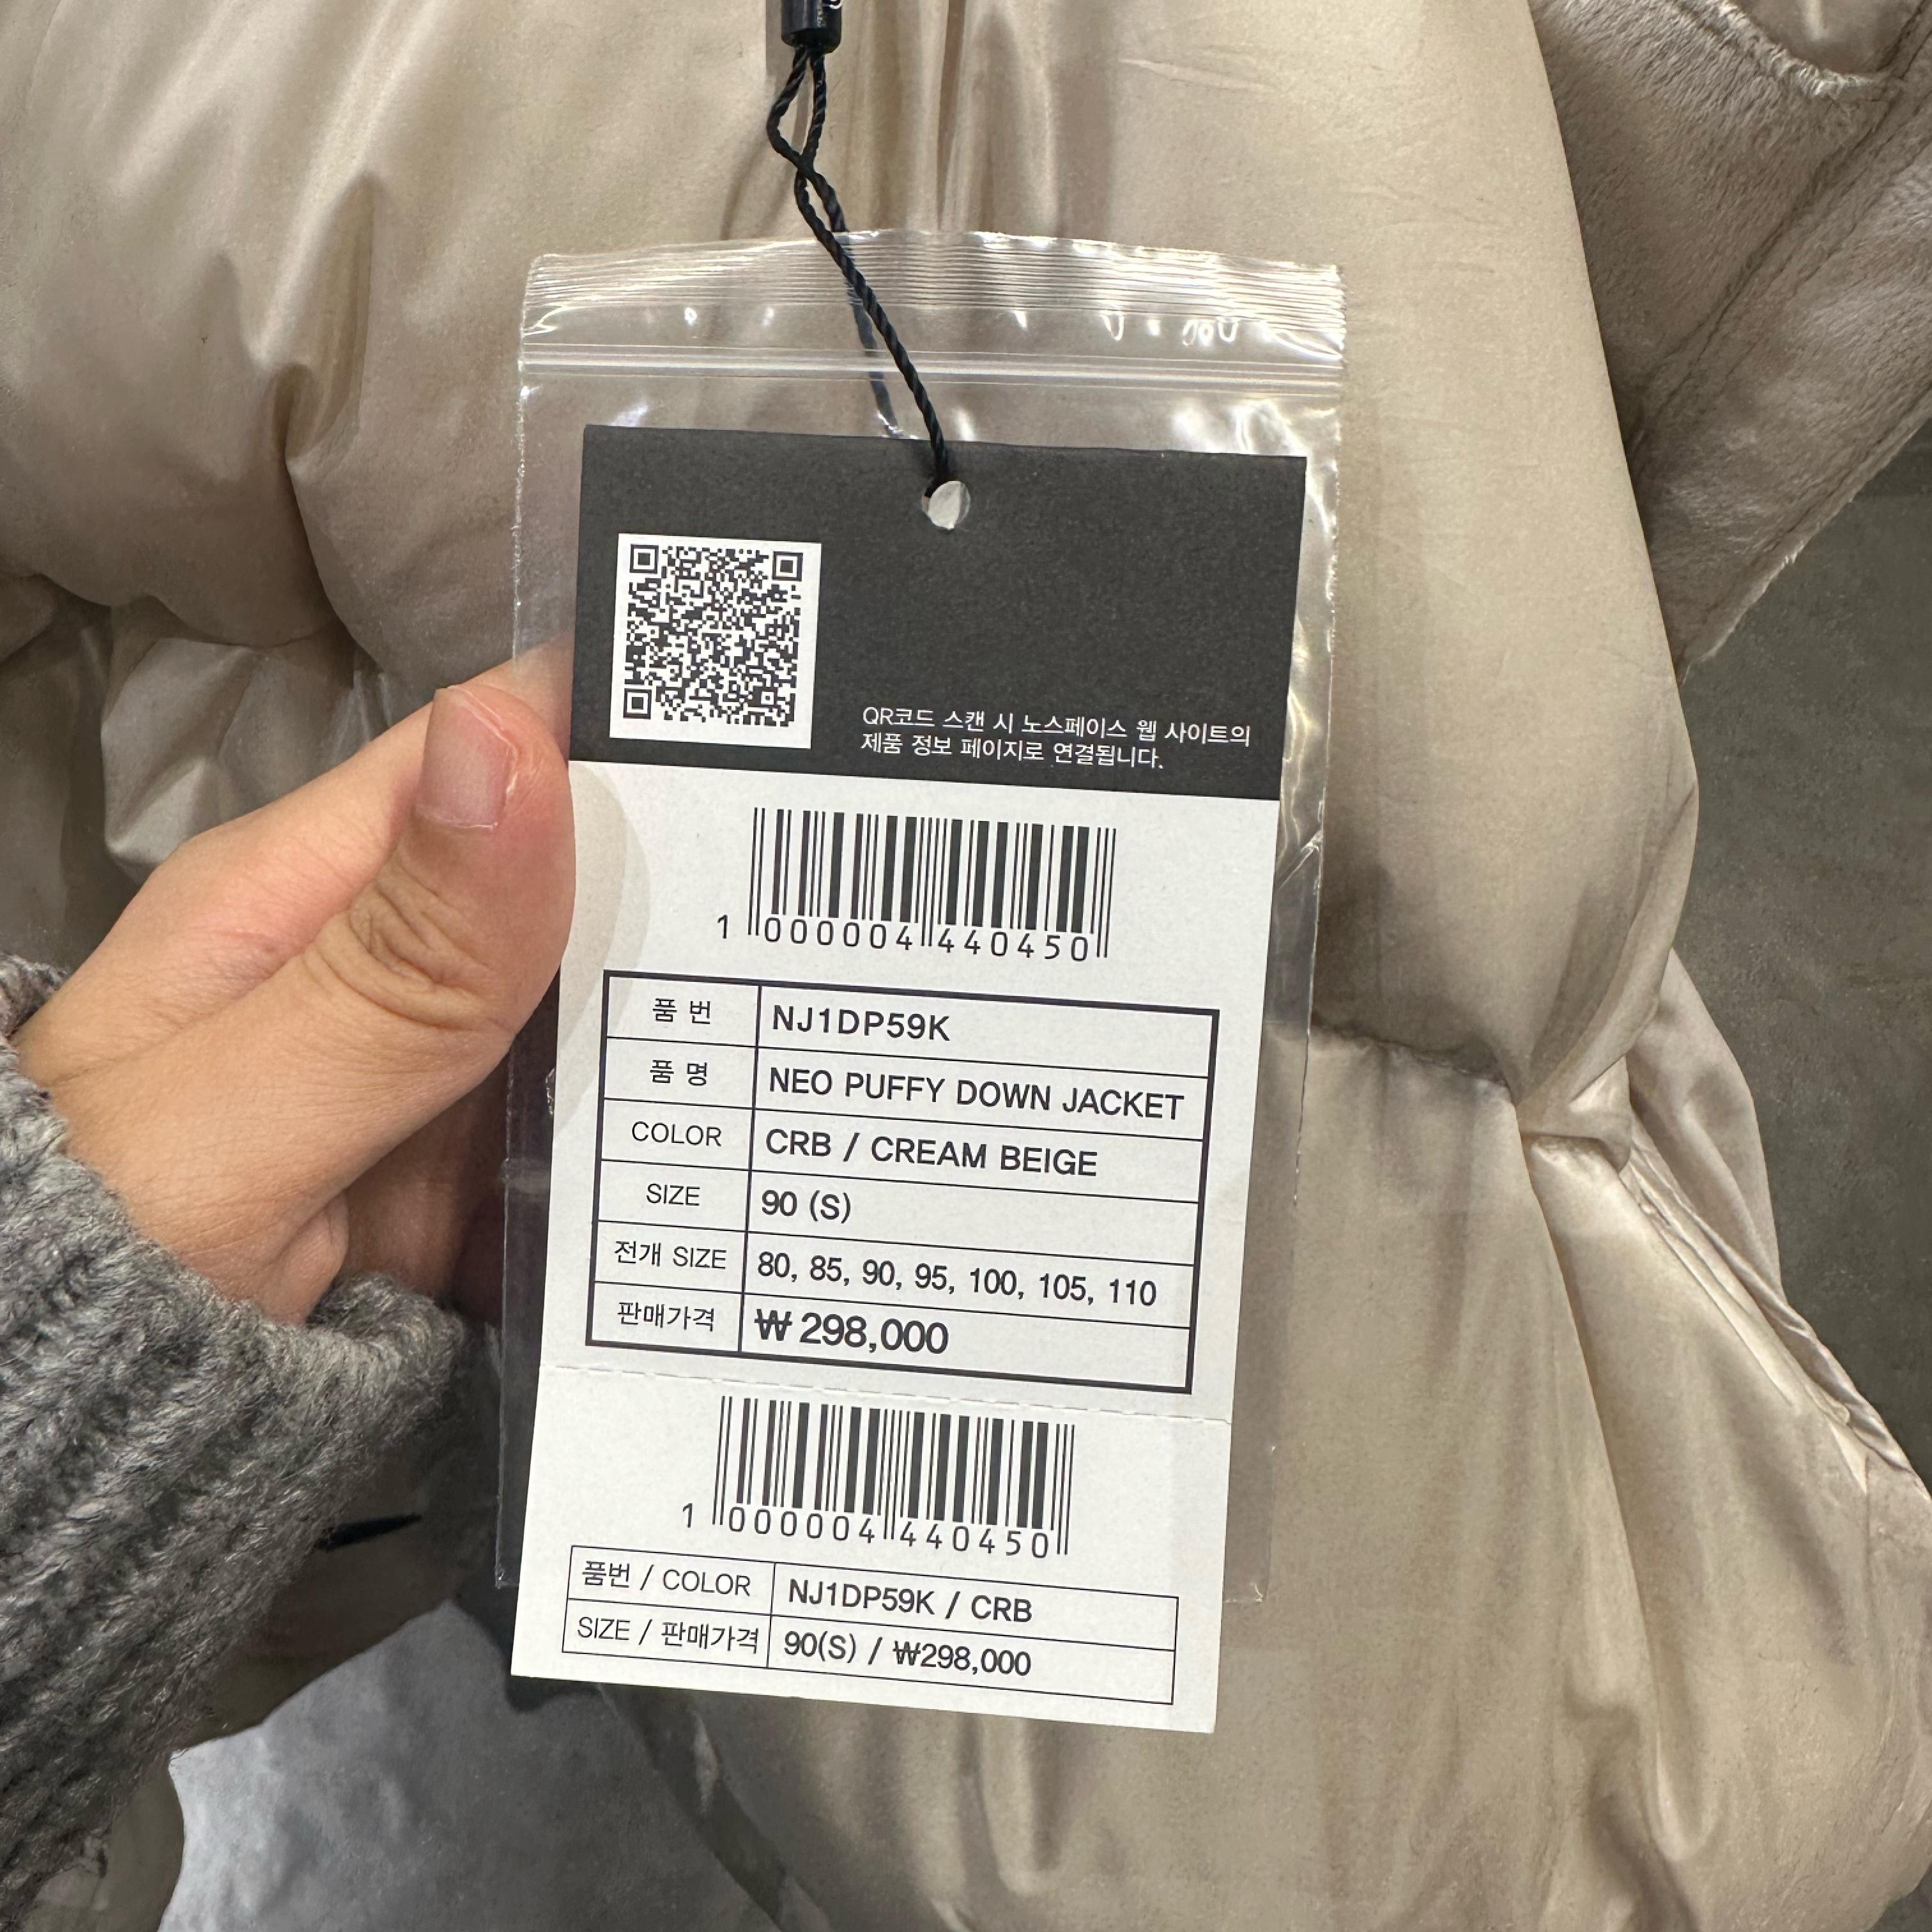 QR코드 스캔 시 노스페이스 웹 사이트의
제품 정보 페이지로 연결됩니다.
1 000004 440450
품 번 NJ1DP59K
품 명 NEO PUFFY DOWN JACKET
COLOR CRB / CREAM BEIGE
SIZE 90 (S)
전개 SIZE 80, 85, 90, 95, 100, 105, 110
판매가격 ₩ 298,000
1 000004 440450
품번 / COLOR NJ1DP59K / CRB
SIZE / 판매가격 90(S) / ₩298,000